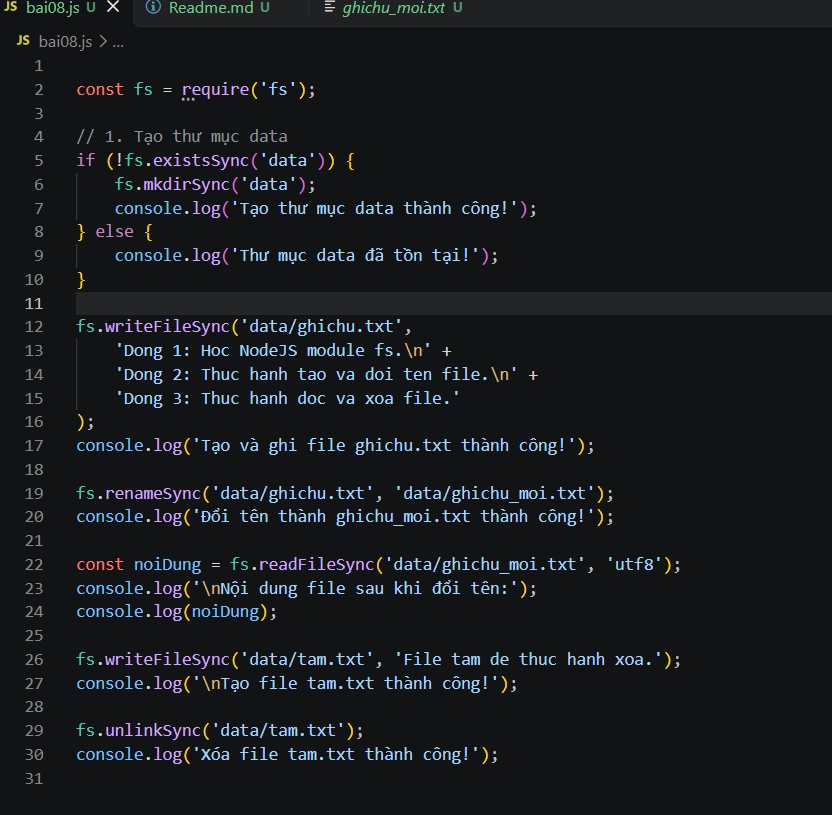 JS bai08.js U × Readme.md U ghichu_moi.txt U
JS bai08.js > ...
1
2 const fs = require('fs');
3
4 // 1. Tạo thư mục data
5 if (!fs.existsSync('data')) {
6     fs.mkdirSync('data');
7     console.log('Tạo thư mục data thành công!');
8 } else {
9     console.log('Thư mục data đã tồn tại!');
10 }
11
12 fs.writeFileSync('data/ghichu.txt',
13     'Dong 1: Hoc NodeJS module fs.\n' +
14     'Dong 2: Thuc hanh tao va doi ten file.\n' +
15     'Dong 3: Thuc hanh doc va xoa file.'
16 );
17 console.log('Tạo và ghi file ghichu.txt thành công!');
18
19 fs.renameSync('data/ghichu.txt', 'data/ghichu_moi.txt');
20 console.log('Đổi tên thành ghichu_moi.txt thành công!');
21
22 const noiDung = fs.readFileSync('data/ghichu_moi.txt', 'utf8');
23 console.log('\nNội dung file sau khi đổi tên:');
24 console.log(noiDung);
25
26 fs.writeFileSync('data/tam.txt', 'File tam de thuc hanh xoa.');
27 console.log('\nTạo file tam.txt thành công!');
28
29 fs.unlinkSync('data/tam.txt');
30 console.log('Xóa file tam.txt thành công!');
31